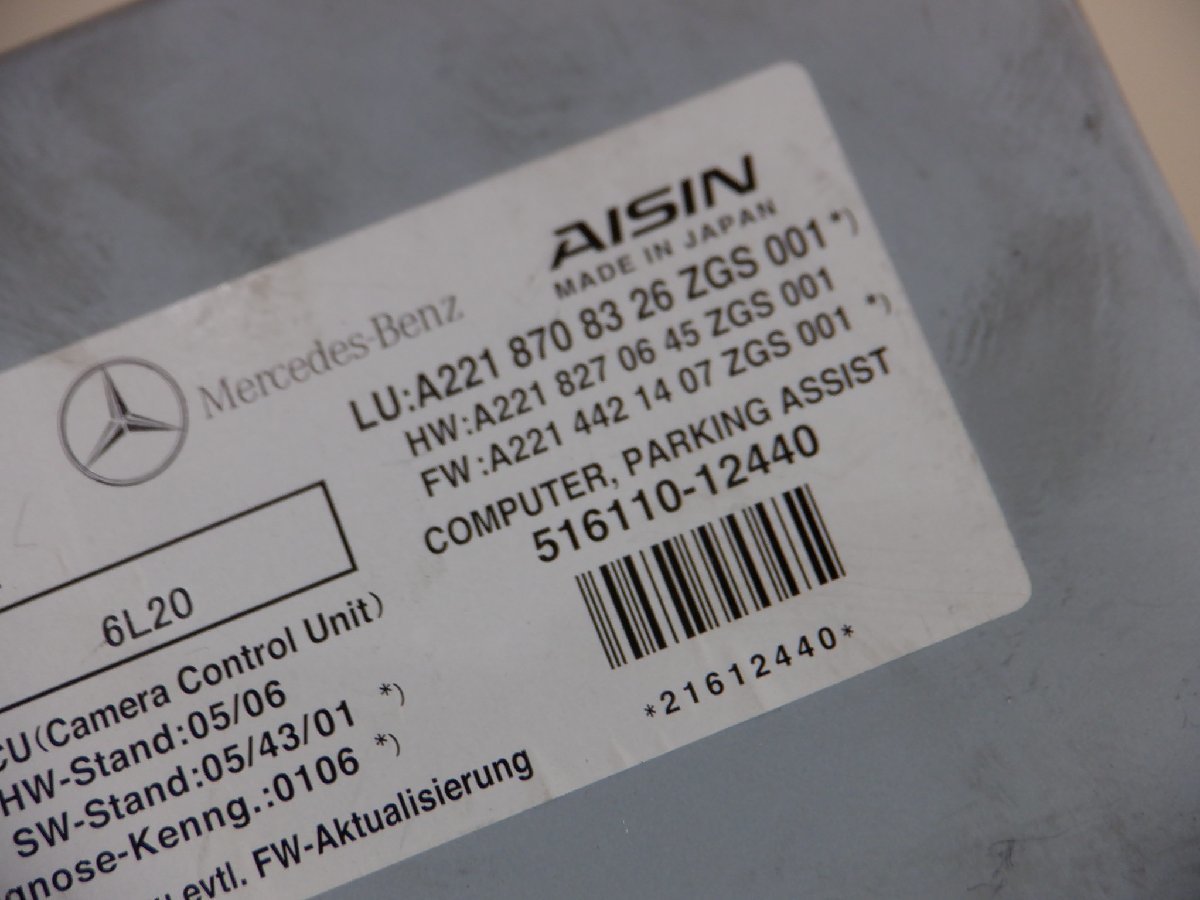 AISIN
MADE IN JAPAN
Mercedes-Benz
LU:A221 870 83 26 ZGS 001 *)
HW:A221 827 06 45 ZGS 001
FW:A221 442 14 07 ZGS 001 *)
COMPUTER, PARKING ASSIST
516110-12440
*21612440*
6L20
CU(Camera Control Unit)
HW-Stand:05/06
SW-Stand:05/43/01 *)
gnose-Kenng.:0106 *)
evtl. FW-Aktualisierung